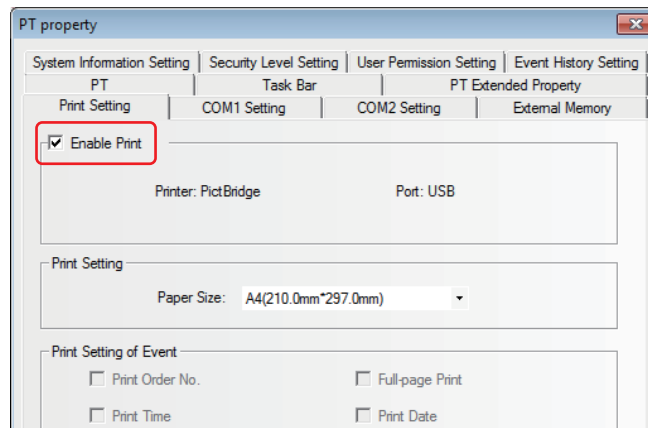 PT property
System Information Setting Security Level Setting User Permission Setting Event History Setting
PT Task Bar PT Extended Property
Print Setting COM1 Setting COM2 Setting External Memory
Enable Print
Printer: PictBridge Port: USB
Print Setting
Paper Size: A4(210.0mm*297.0mm)
Print Setting of Event
Print Order No. Full-page Print
Print Time Print Date